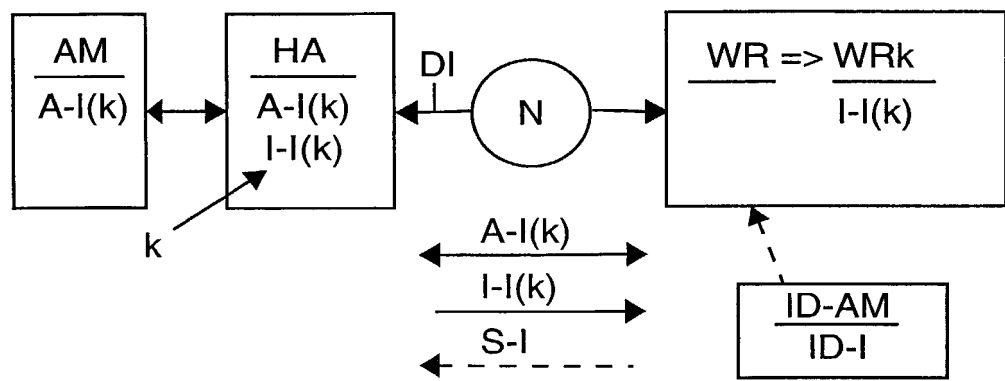 AM
A-I(k)
HA
A-I(k)
I-I(k)
k
DI
N
WR => WRk
I-I(k)
A-I(k)
I-I(k)
S-I
ID-AM
ID-I